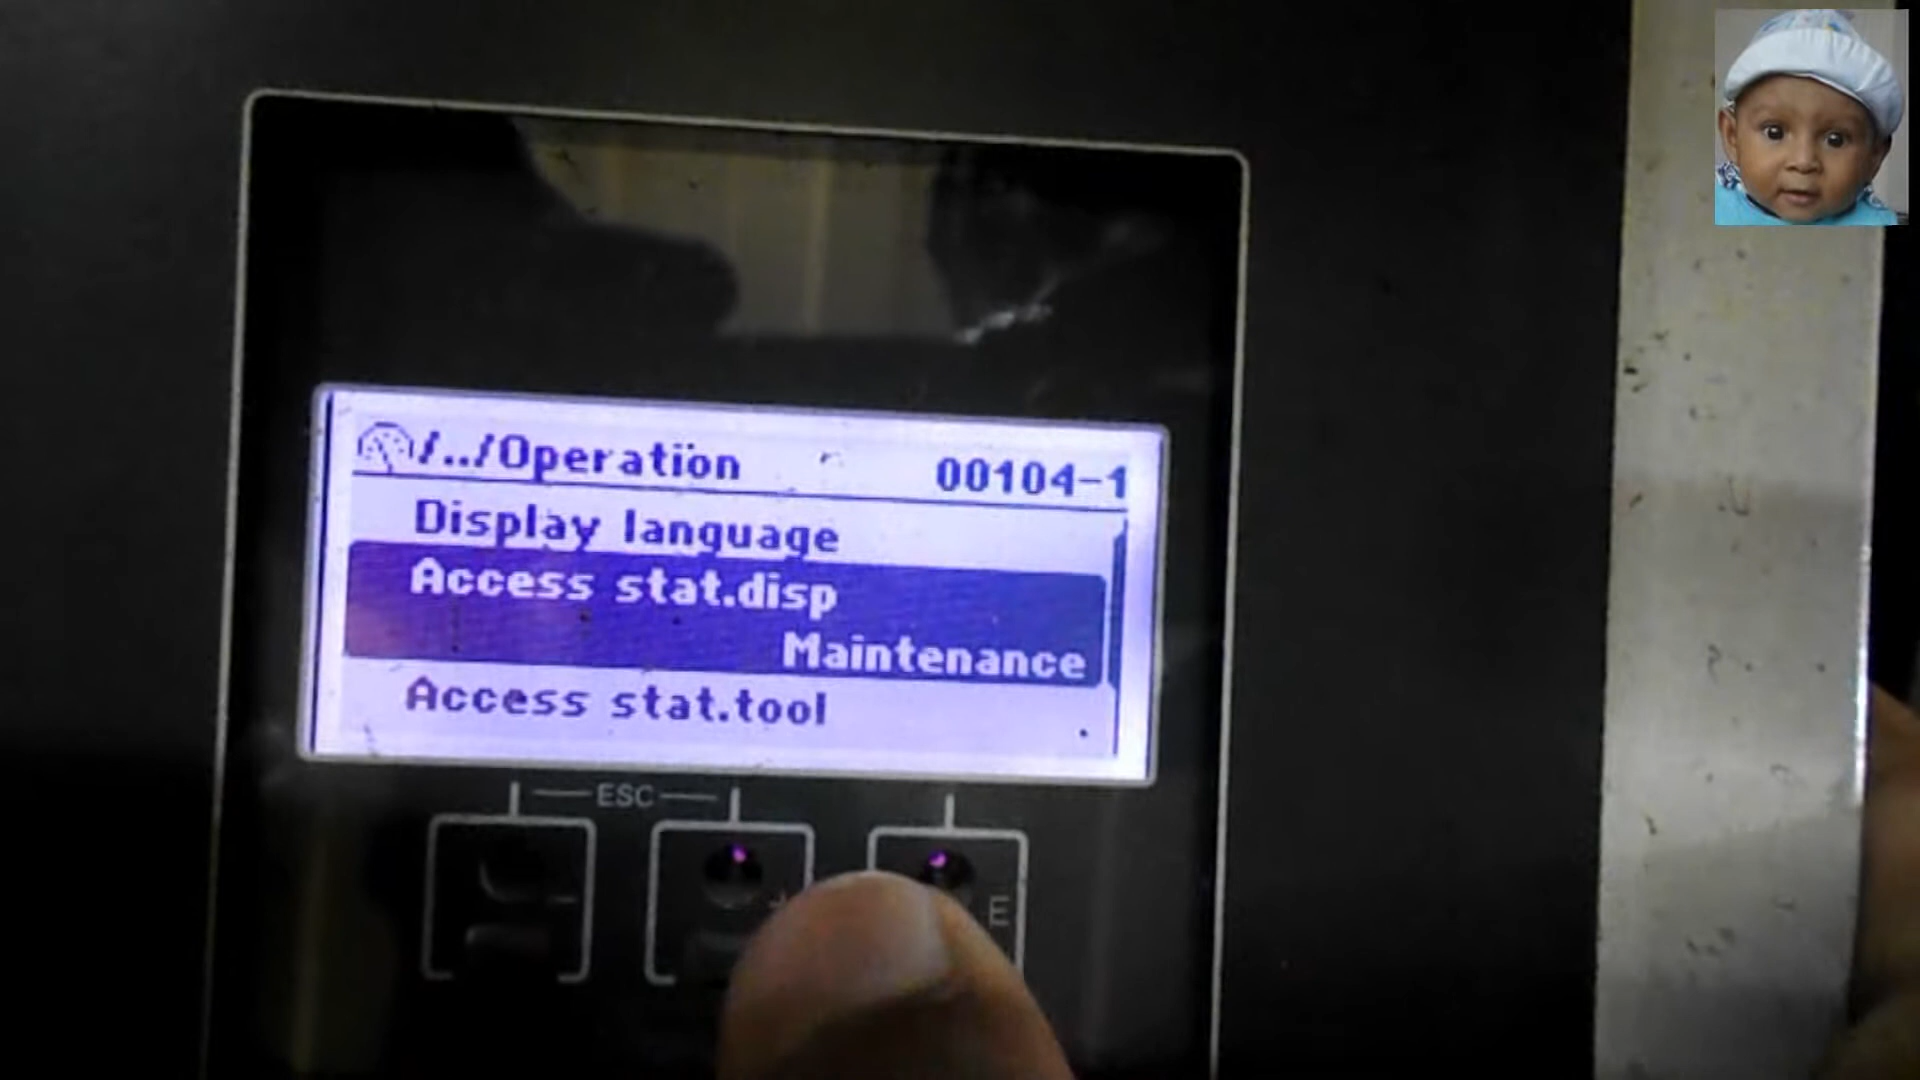 /../Operation 00104-1
Display language
Access stat.disp
Maintenance
Access stat.tool
ESC
E